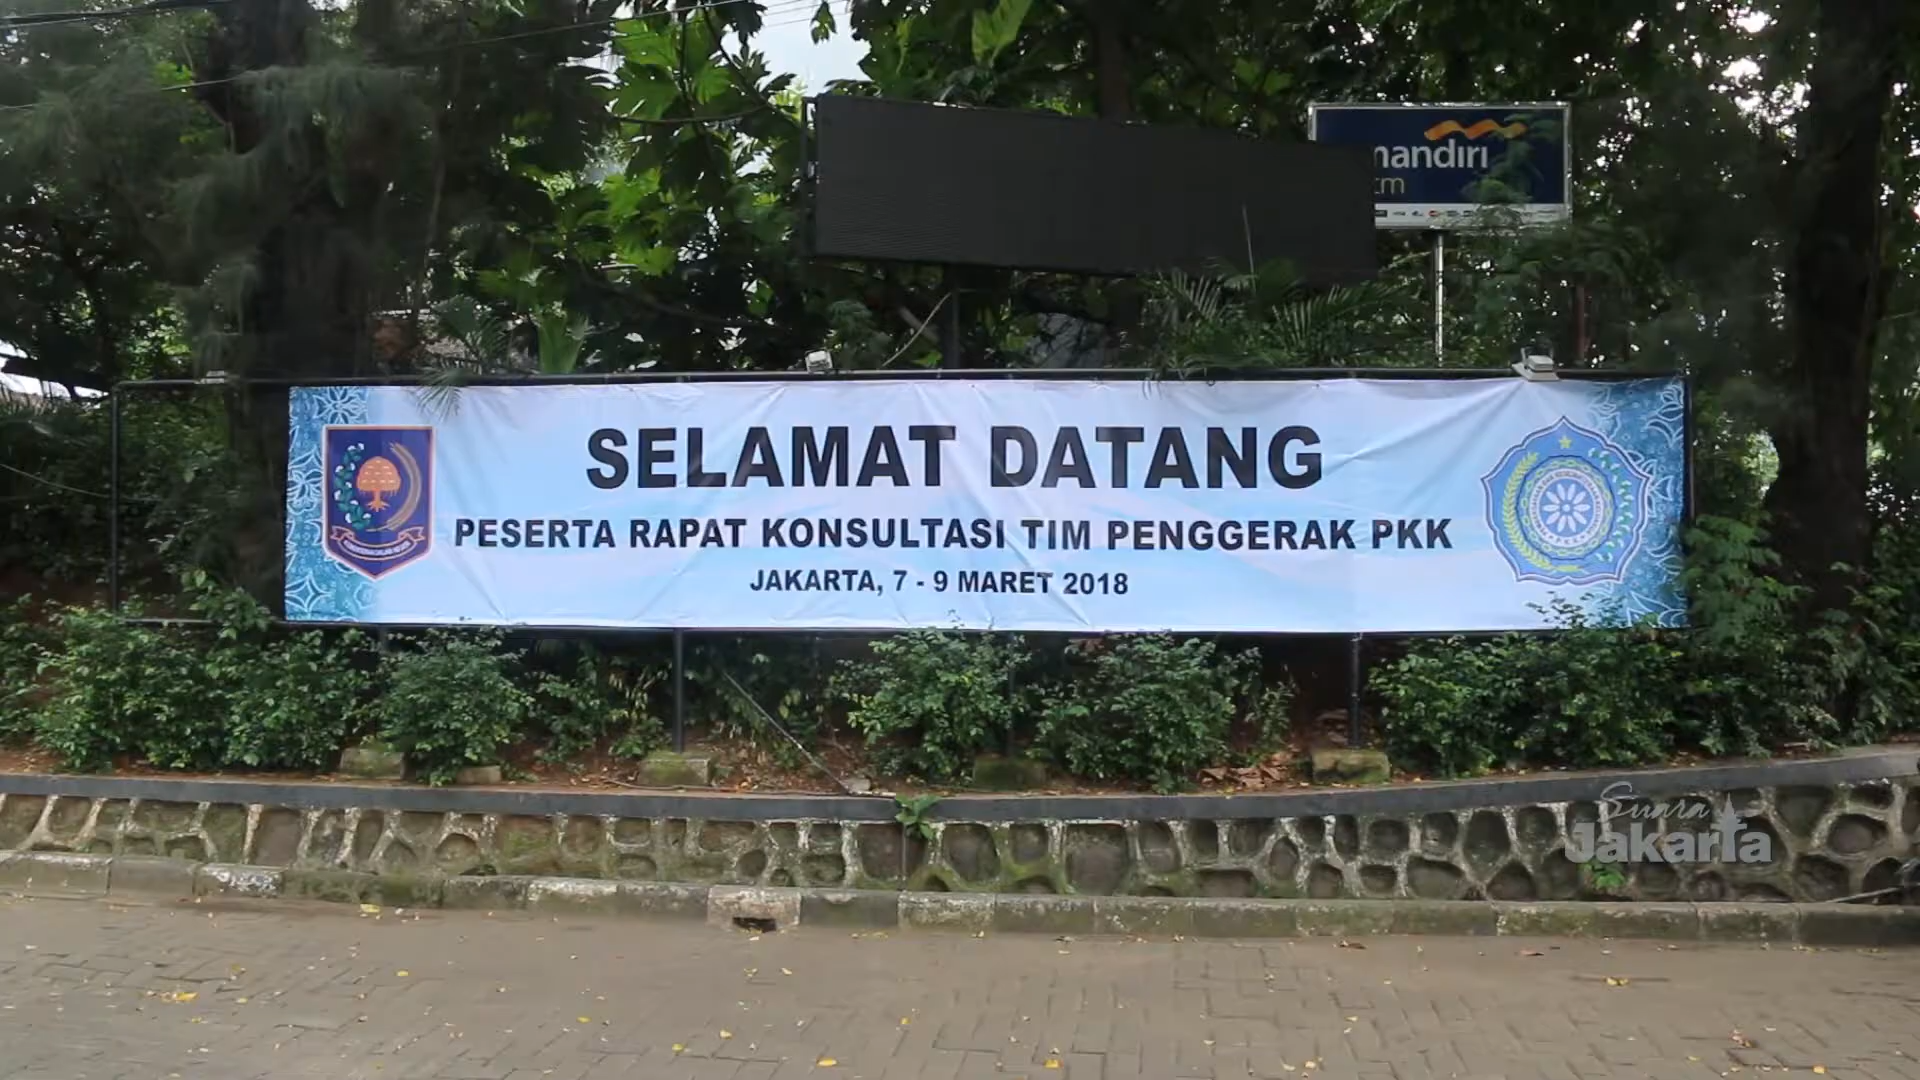 mandiri
SELAMAT DATANG
PESERTA RAPAT KONSULTASI TIM PENGGERAK PKK
JAKARTA, 7 - 9 MARET 2018
Suara
Jakarta